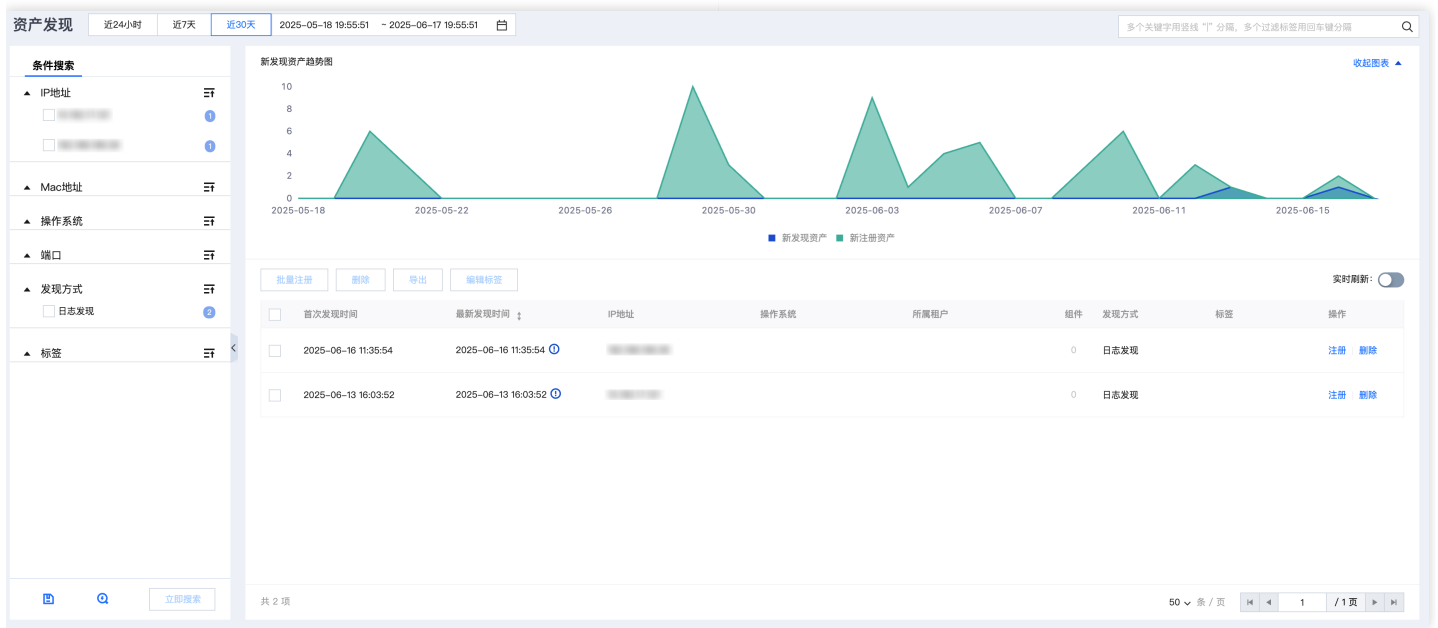 资产发现 近24小时 近7天 近30天 2025-05-18 19:55:51 ~ 2025-06-17 19:55:51 多个关键字用竖线 "|" 分隔，多个过滤标签用回车键分隔
条件搜索
IP地址
1
1
Mac地址
操作系统
端口
发现方式
日志发现 2
标签
立即搜索
新发现资产趋势图 收起图表
10
8
6
4
2
0
2025-05-18 2025-05-22 2025-05-26 2025-05-30 2025-06-03 2025-06-07 2025-06-11 2025-06-15
新发现资产 新注册资产
批量注册 删除 导出 编辑标签 实时刷新：
首次发现时间 最新发现时间 IP地址 操作系统 所属租户 组件 发现方式 标签 操作
2025-06-16 11:35:54 2025-06-16 11:35:54 0 日志发现 注册 删除
2025-06-13 16:03:52 2025-06-13 16:03:52 0 日志发现 注册 删除
共 2 项 50 条 / 页 1 / 1 页